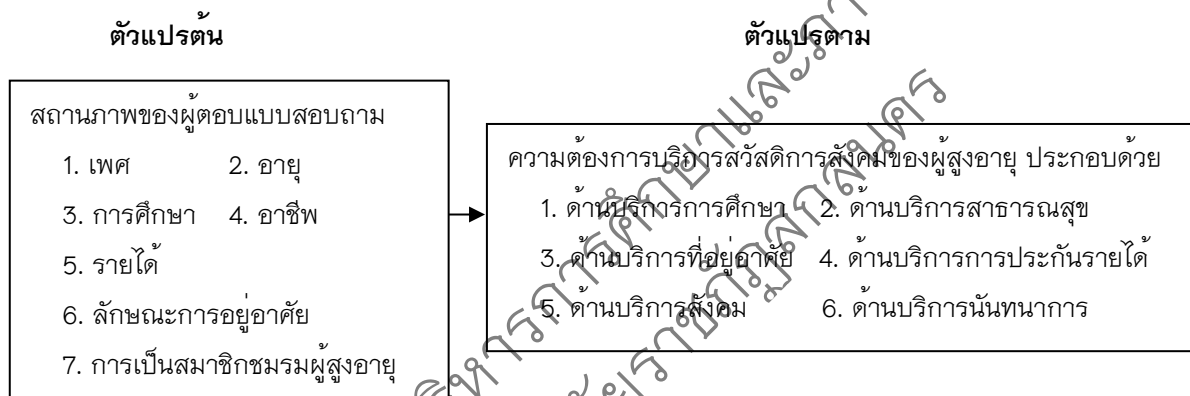 ตัวแปรต้น ตัวแปรตาม
สถานภาพของผู้ตอบแบบสอบถาม
1. เพศ 2. อายุ
3. การศึกษา 4. อาชีพ
5. รายได้
6. ลักษณะการอยู่อาศัย
7. การเป็นสมาชิกชมรมผู้สูงอายุ
ความต้องการบริการสวัสดิการสังคมของผู้สูงอายุ ประกอบด้วย
1. ด้านบริการการศึกษา 2. ด้านบริการสาธารณสุข
3. ด้านบริการที่อยู่อาศัย 4. ด้านบริการการประกันรายได้
5. ด้านบริการสังคม 6. ด้านบริการนันทนาการ